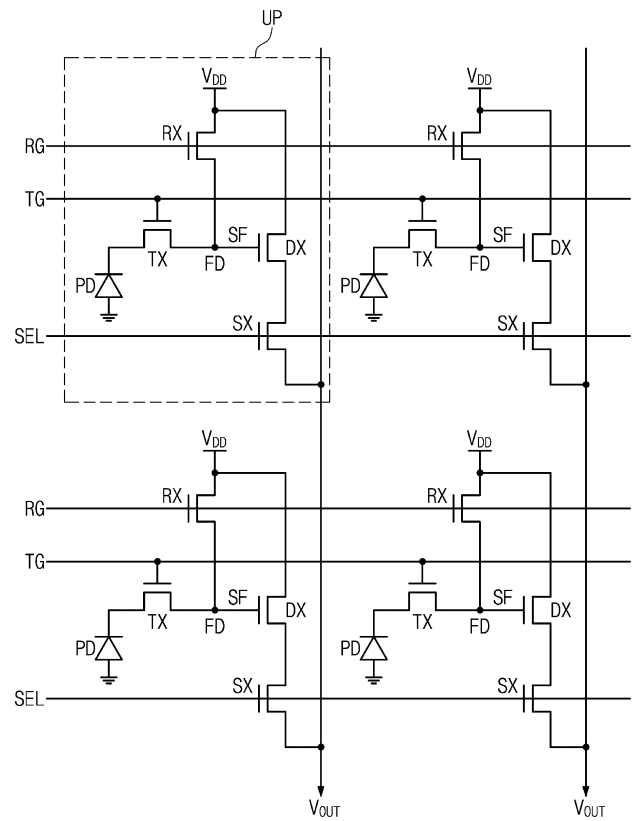 UP
VDD VDD
RG RX RX
TG
TX FD SF DX TX FD SF DX
PD PD
SEL SX SX
VDD VDD
RG RX RX
TG
TX FD SF DX TX FD SF DX
PD PD
SEL SX SX
VOUT VOUT